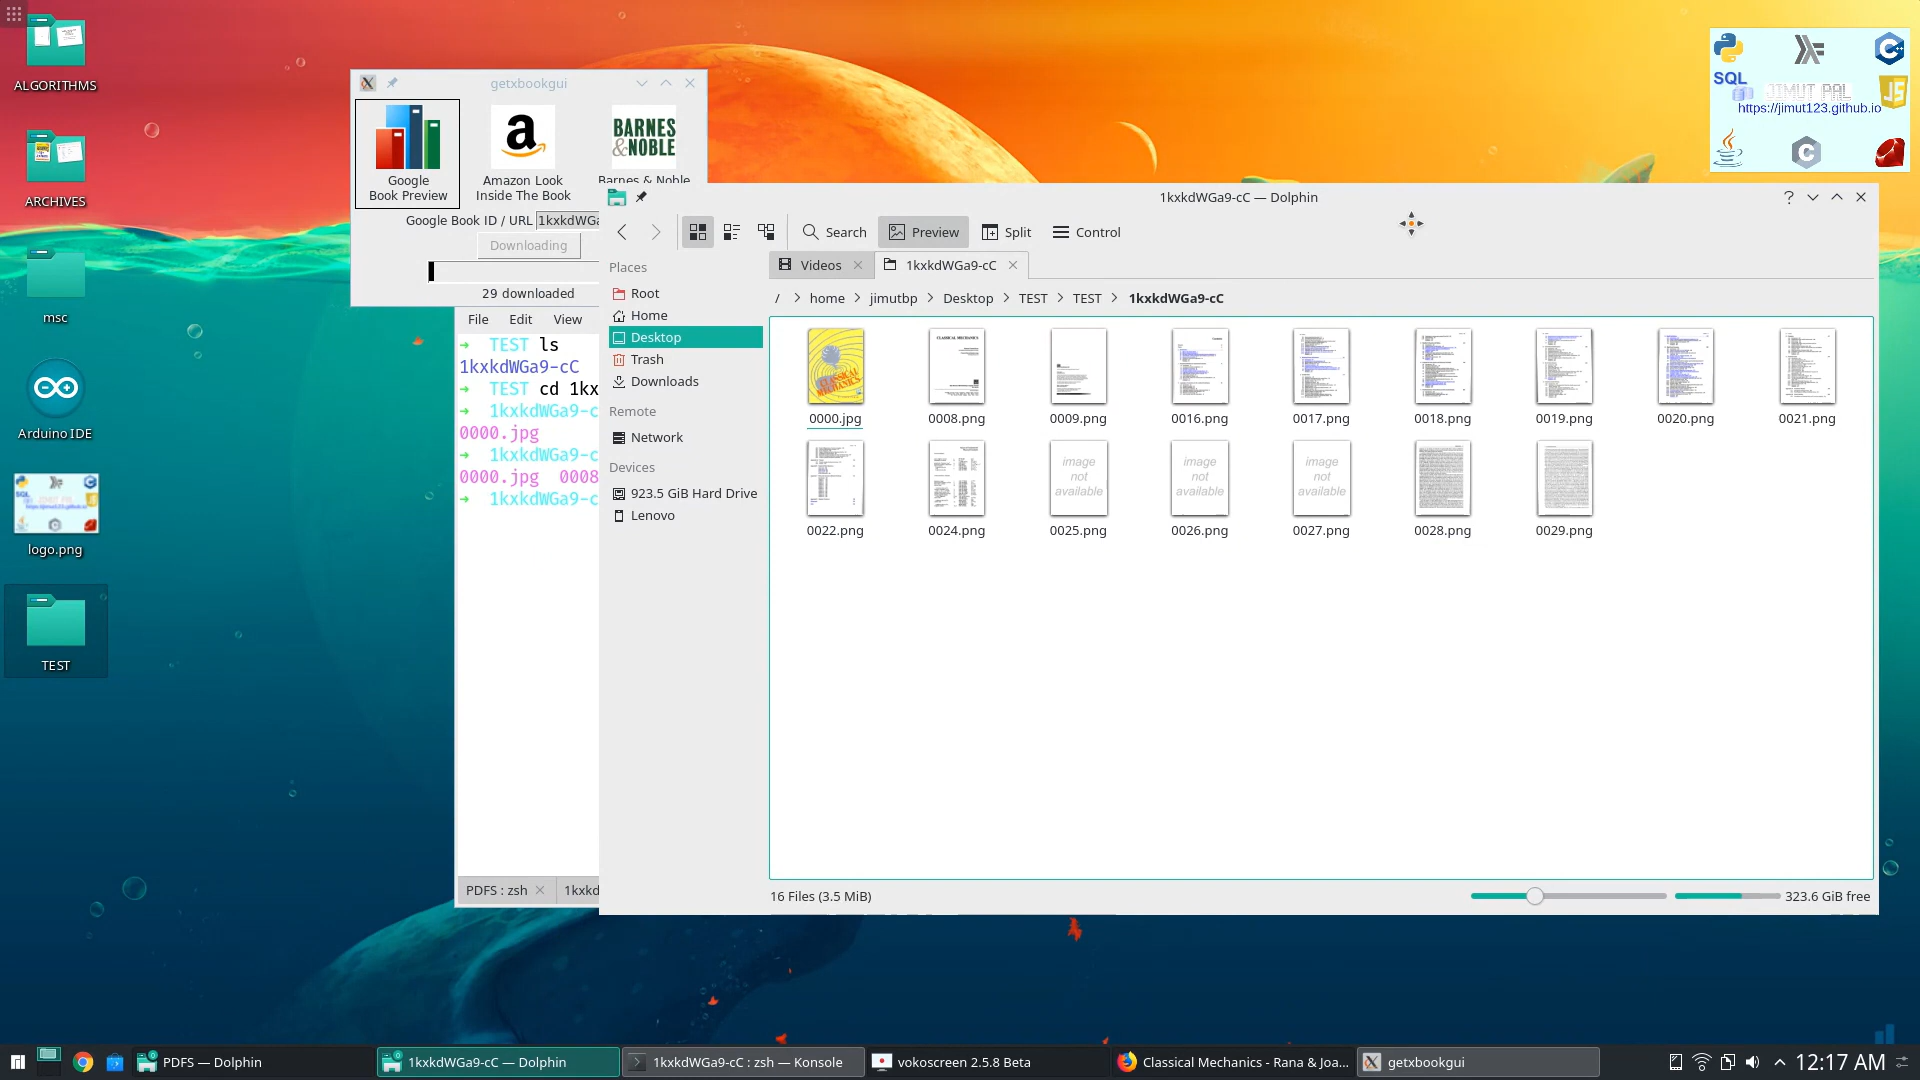 ALGORITHMS
ARCHIVES
msc
Arduino IDE
logo.png
TEST
getxbookgui
Google
Book Preview
a
Amazon Look
Inside The Book
BARNES
&NOBLE
Barnes & Noble
Google Book ID / URL 1kxkdWGa
Downloading
29 downloaded
File Edit View
➜ TEST ls
1kxkdWGa9-cC
➜ TEST cd 1kx
➜ 1kxkdWGa9-c
0000.jpg
➜ 1kxkdWGa9-c
0000.jpg 0008
➜ 1kxkdWGa9-c
PDFS : zsh
1kxkd
1kxkdWGa9-cC — Dolphin
Search Preview Split Control
Videos
1kxkdWGa9-cC
/ > home > jimutbp > Desktop > TEST > TEST > 1kxkdWGa9-cC
Places
Root
Home
Desktop
Trash
Downloads
Remote
Network
Devices
923.5 GiB Hard Drive
Lenovo
CLASSICAL MECHANICS
CLASSICAL MECHANICS
0000.jpg 0008.png 0009.png 0016.png 0017.png 0018.png 0019.png 0020.png 0021.png
image not available
image not available
image not available
0022.png 0024.png 0025.png 0026.png 0027.png 0028.png 0029.png
16 Files (3.5 MiB)
323.6 GiB free
SQL
JIMUT PAL
https://jimut123.github.io
JS
C
PDFS — Dolphin
1kxkdWGa9-cC — Dolphin
1kxkdWGa9-cC : zsh — Konsole
vokoscreen 2.5.8 Beta
Classical Mechanics - Rana & Joa...
getxbookgui
12:17 AM